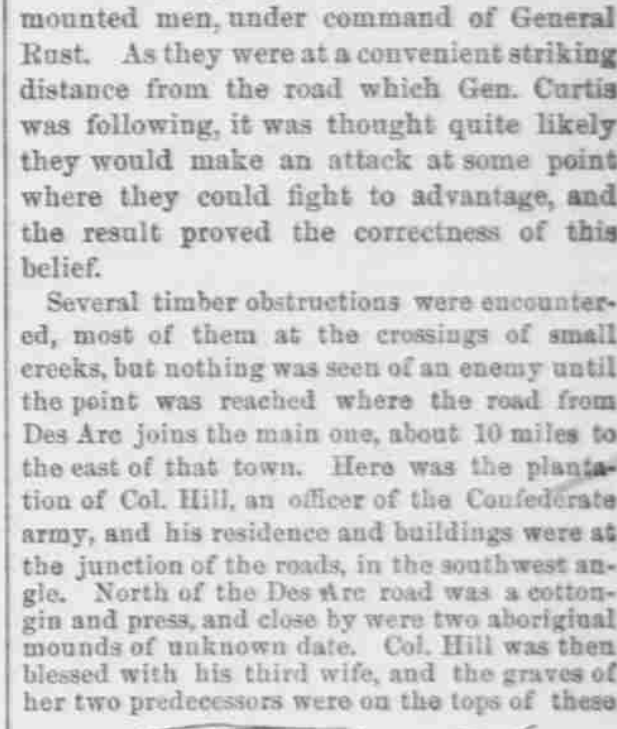 mounted men, under command of General
Rust. As they were at a convenient striking
distance from the road which Gen. Curtis
was following, it was thought quite likely
they would make an attack at some point
where they could fight to advantage, and
the result proved the correctness of this
belief.
Several timber obstructions were encounter-
ed, most of them at the crossings of small
creeks, but nothing was seen of an enemy until
the point was reached where the road from
Des Arc joins the main one, about 10 miles to
the east of that town. Here was the planta-
tion of Col. Hill, an officer of the Confederate
army, and his residence and buildings were at
the junction of the roads, in the southwest an-
gle. North of the Des Arc road was a cotton-
gin and press, and close by were two aboriginal
mounds of unknown date. Col. Hill was then
blessed with his third wife, and the graves of
her two predecessors were on the tops of these